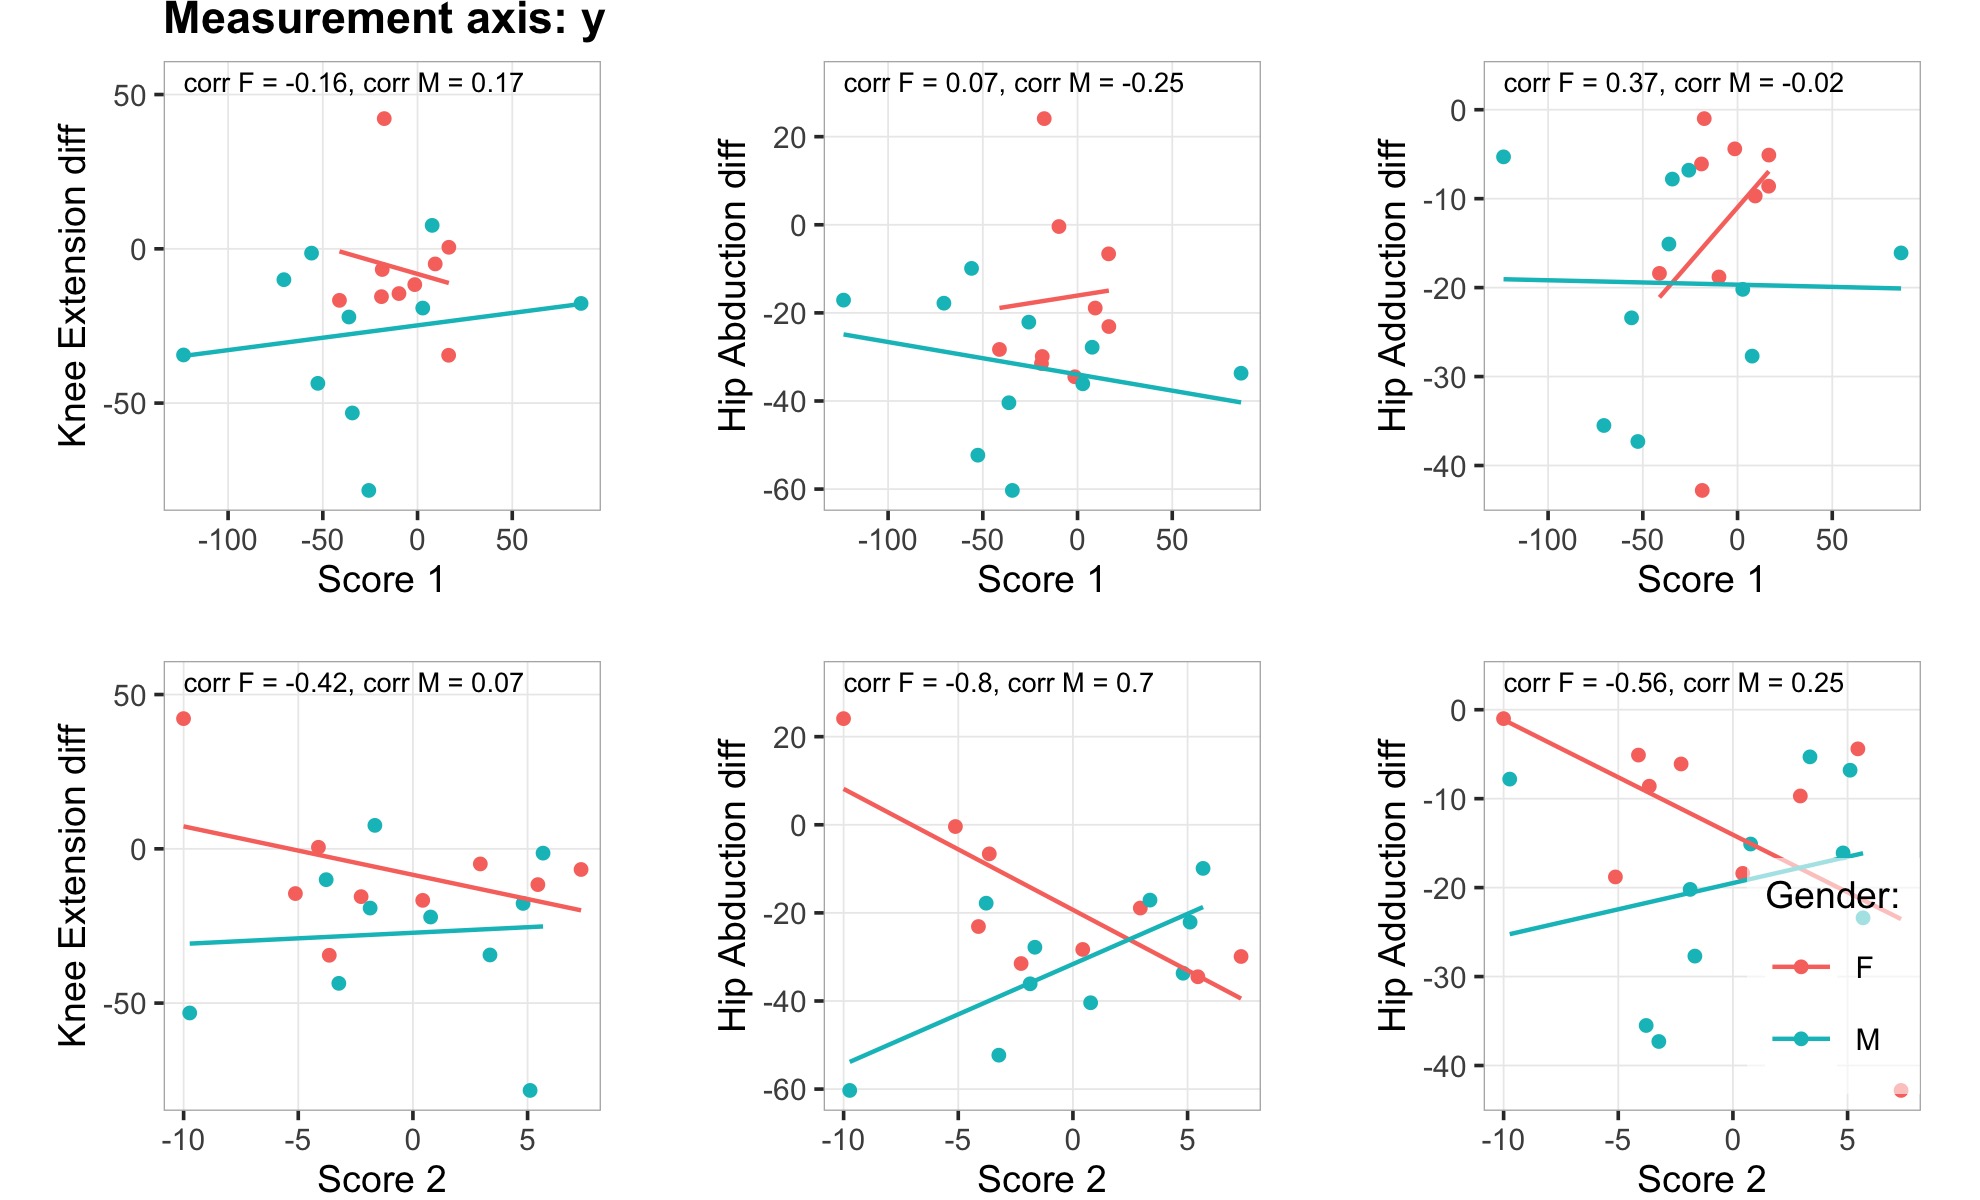 Measurement axis: y
corr F = -0.16, corr M = 0.17
50
0
-50
Knee Extension diff
-100 -50 0 50
Score 1
corr F = 0.07, corr M = -0.25
20
0
-20
-40
-60
Hip Abduction diff
-100 -50 0 50
Score 1
corr F = 0.37, corr M = -0.02
0
-10
-20
-30
-40
Hip Adduction diff
-100 -50 0 50
Score 1
corr F = -0.42, corr M = 0.07
50
0
-50
Knee Extension diff
-10 -5 0 5
Score 2
corr F = -0.8, corr M = 0.7
20
0
-20
-40
-60
Hip Abduction diff
-10 -5 0 5
Score 2
corr F = -0.56, corr M = 0.25
0
-10
-20
-30
-40
Hip Adduction diff
Gender:
F
M
-10 -5 0 5
Score 2